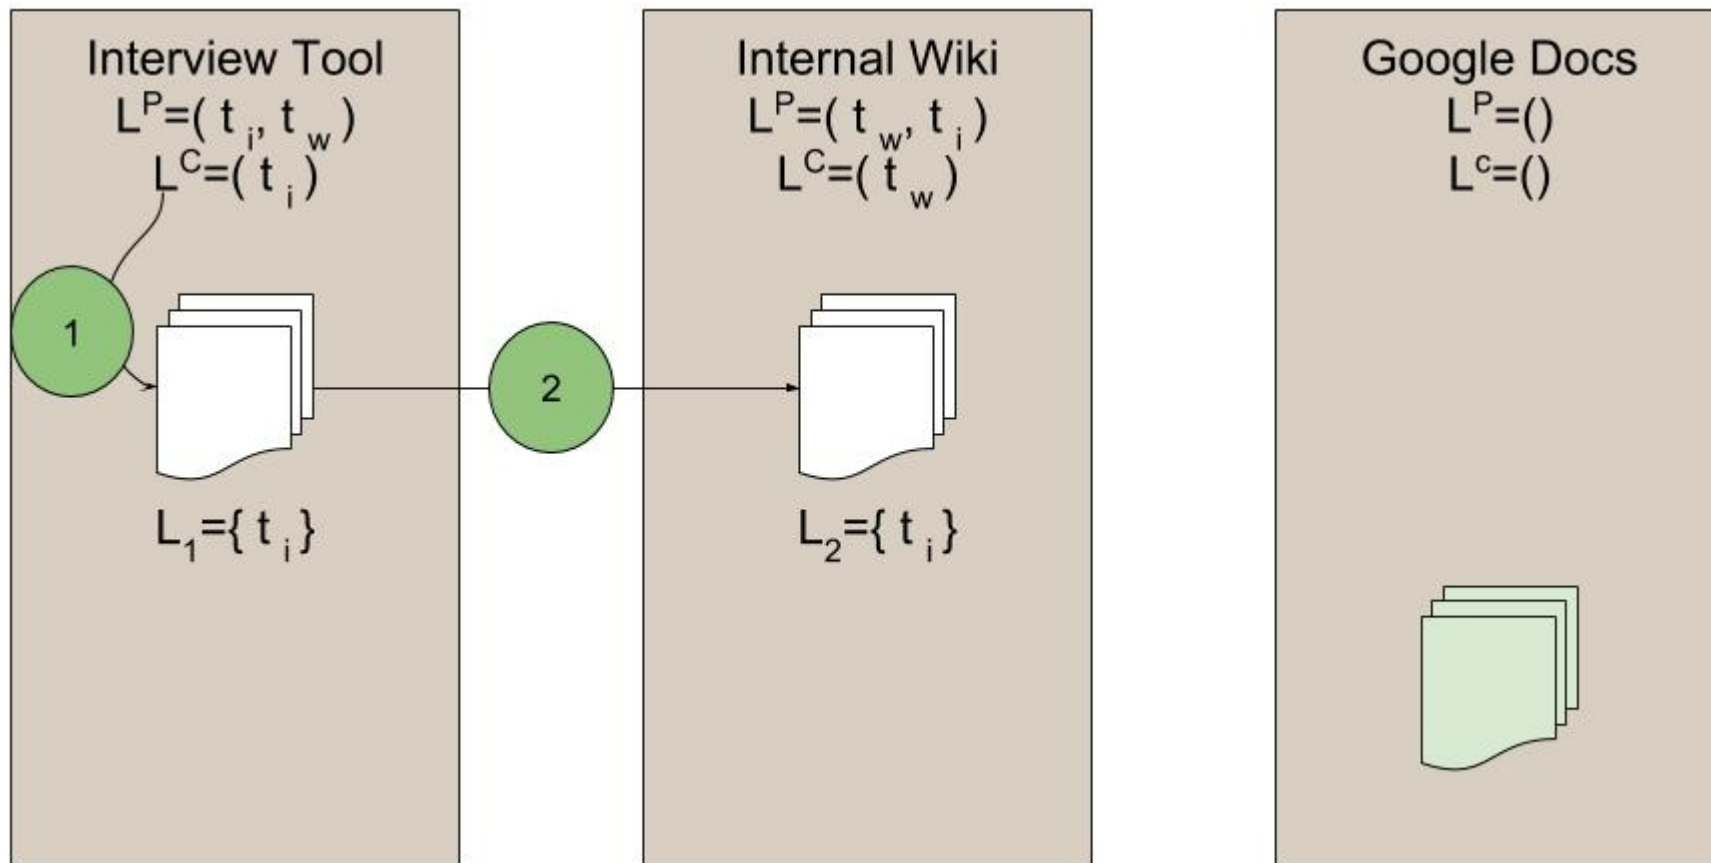 Interview Tool
L^P=( t_i, t_w )
L^C=( t_i )
1
L_1={ t_i }
2
Internal Wiki
L^P=( t_w, t_i )
L^C=( t_w )
L_2={ t_i }
Google Docs
L^P=()
L^c=()